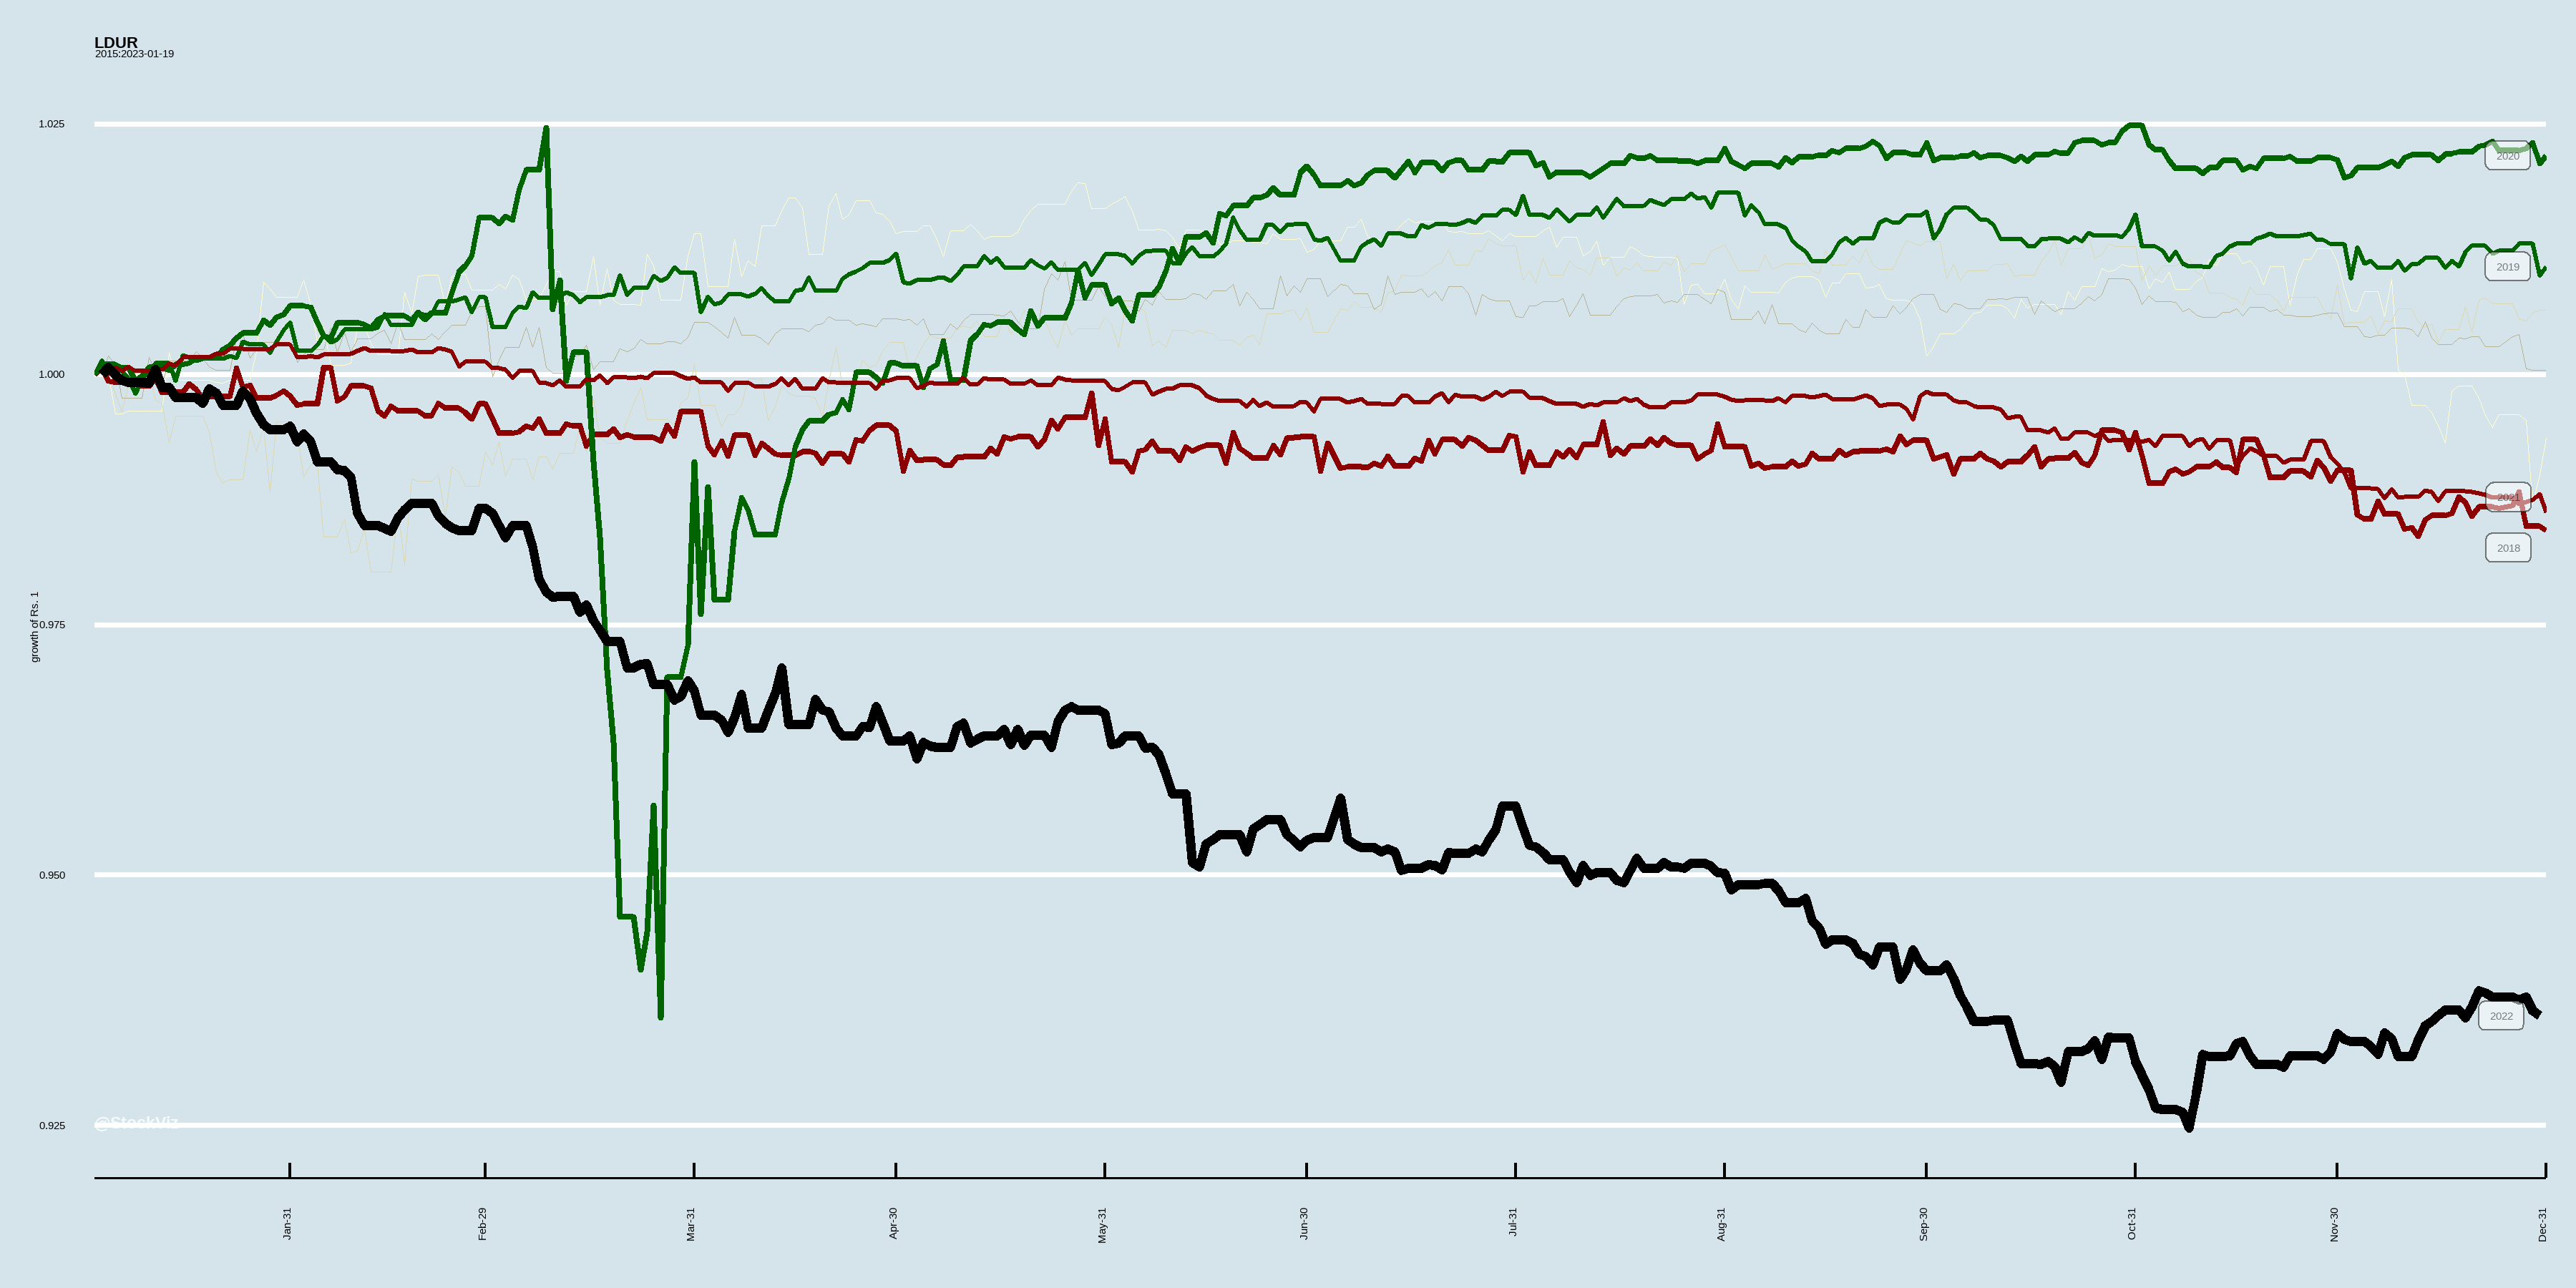 LDUR
2015:2023-01-19
growth of Rs. 1
1.025
1.000
0.975
0.950
0.925
2020
2019
2021
2018
2022
@StockViz
Jan-31
Feb-29
Mar-31
Apr-30
May-31
Jun-30
Jul-31
Aug-31
Sep-30
Oct-31
Nov-30
Dec-31